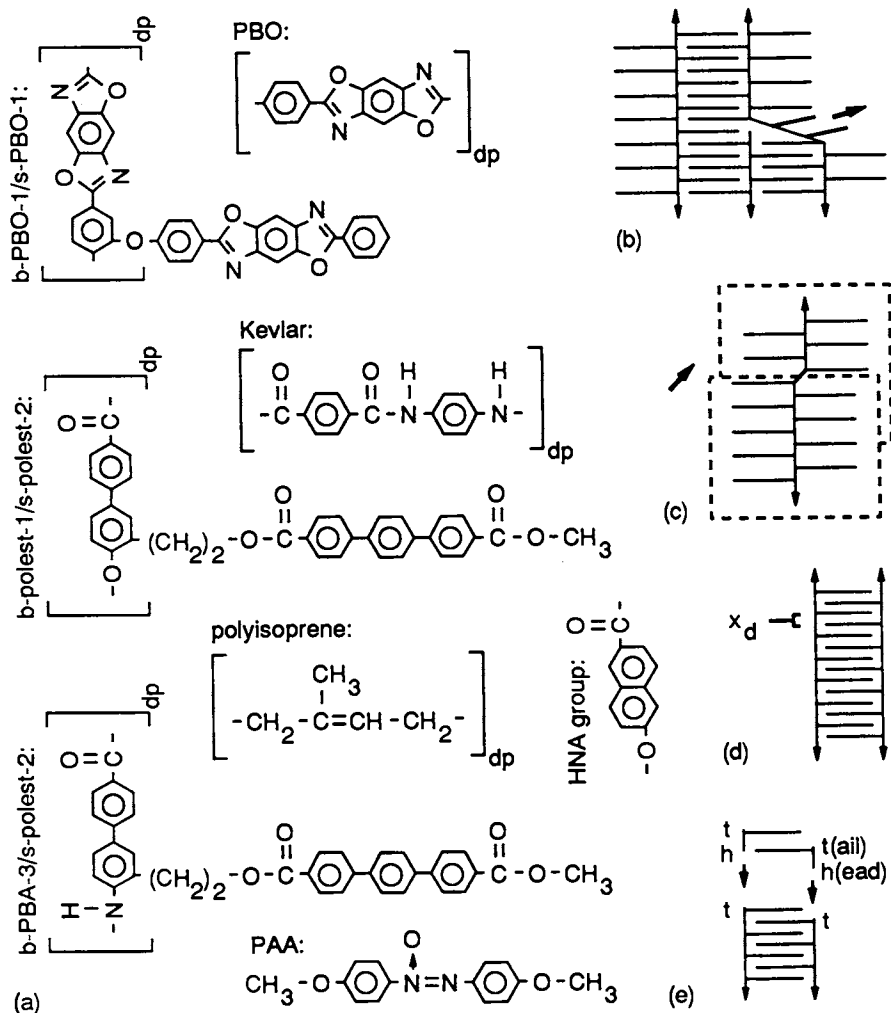 b-PBO-1/s-PBO-1:
dp
N
O
O
N
O
O
N
N
O
PBO:
O
N
N
O
dp
(b)
b-polest-1/s-polest-2:
dp
O=C-
-O-
(CH2)2-O-C
O
C-O-CH3
O
Kevlar:
O
O
H
H
-C
C-N
N-
dp
(c)
polyisoprene:
CH3
-CH2-C=CH-CH2-
dp
HNA group:
O=C-
-O-
xd
(d)
b-PBA-3/s-polest-2:
dp
O=C-
H-N-
(CH2)2-O-C
O
C-O-CH3
O
PAA:
O
CH3-O
N=N
O-CH3
(a)
t
h
t(ail)
h(ead)
t
t
(e)